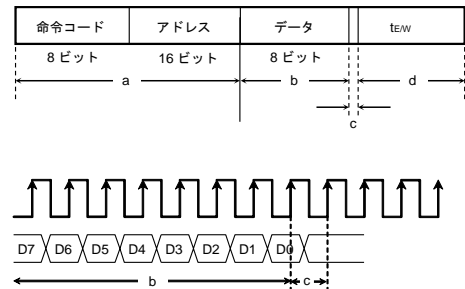 命令コード アドレス データ tE/W
8 ビット 16 ビット 8 ビット
a b d
c
D7 D6 D5 D4 D3 D2 D1 D0
b c